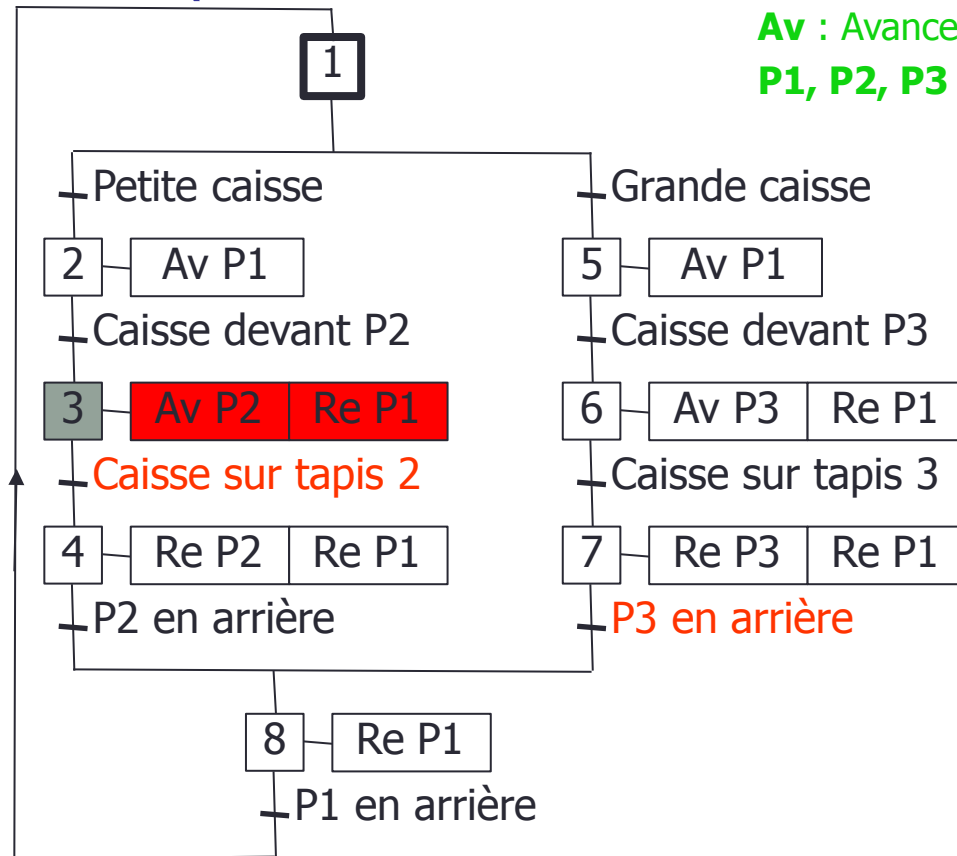 Av : Avance
P1, P2, P3
1
Petite caisse
Grande caisse
2 Av P1
5 Av P1
Caisse devant P2
Caisse devant P3
3 Av P2 Re P1
6 Av P3 Re P1
Caisse sur tapis 2
Caisse sur tapis 3
4 Re P2 Re P1
7 Re P3 Re P1
P2 en arrière
P3 en arrière
8 Re P1
P1 en arrière